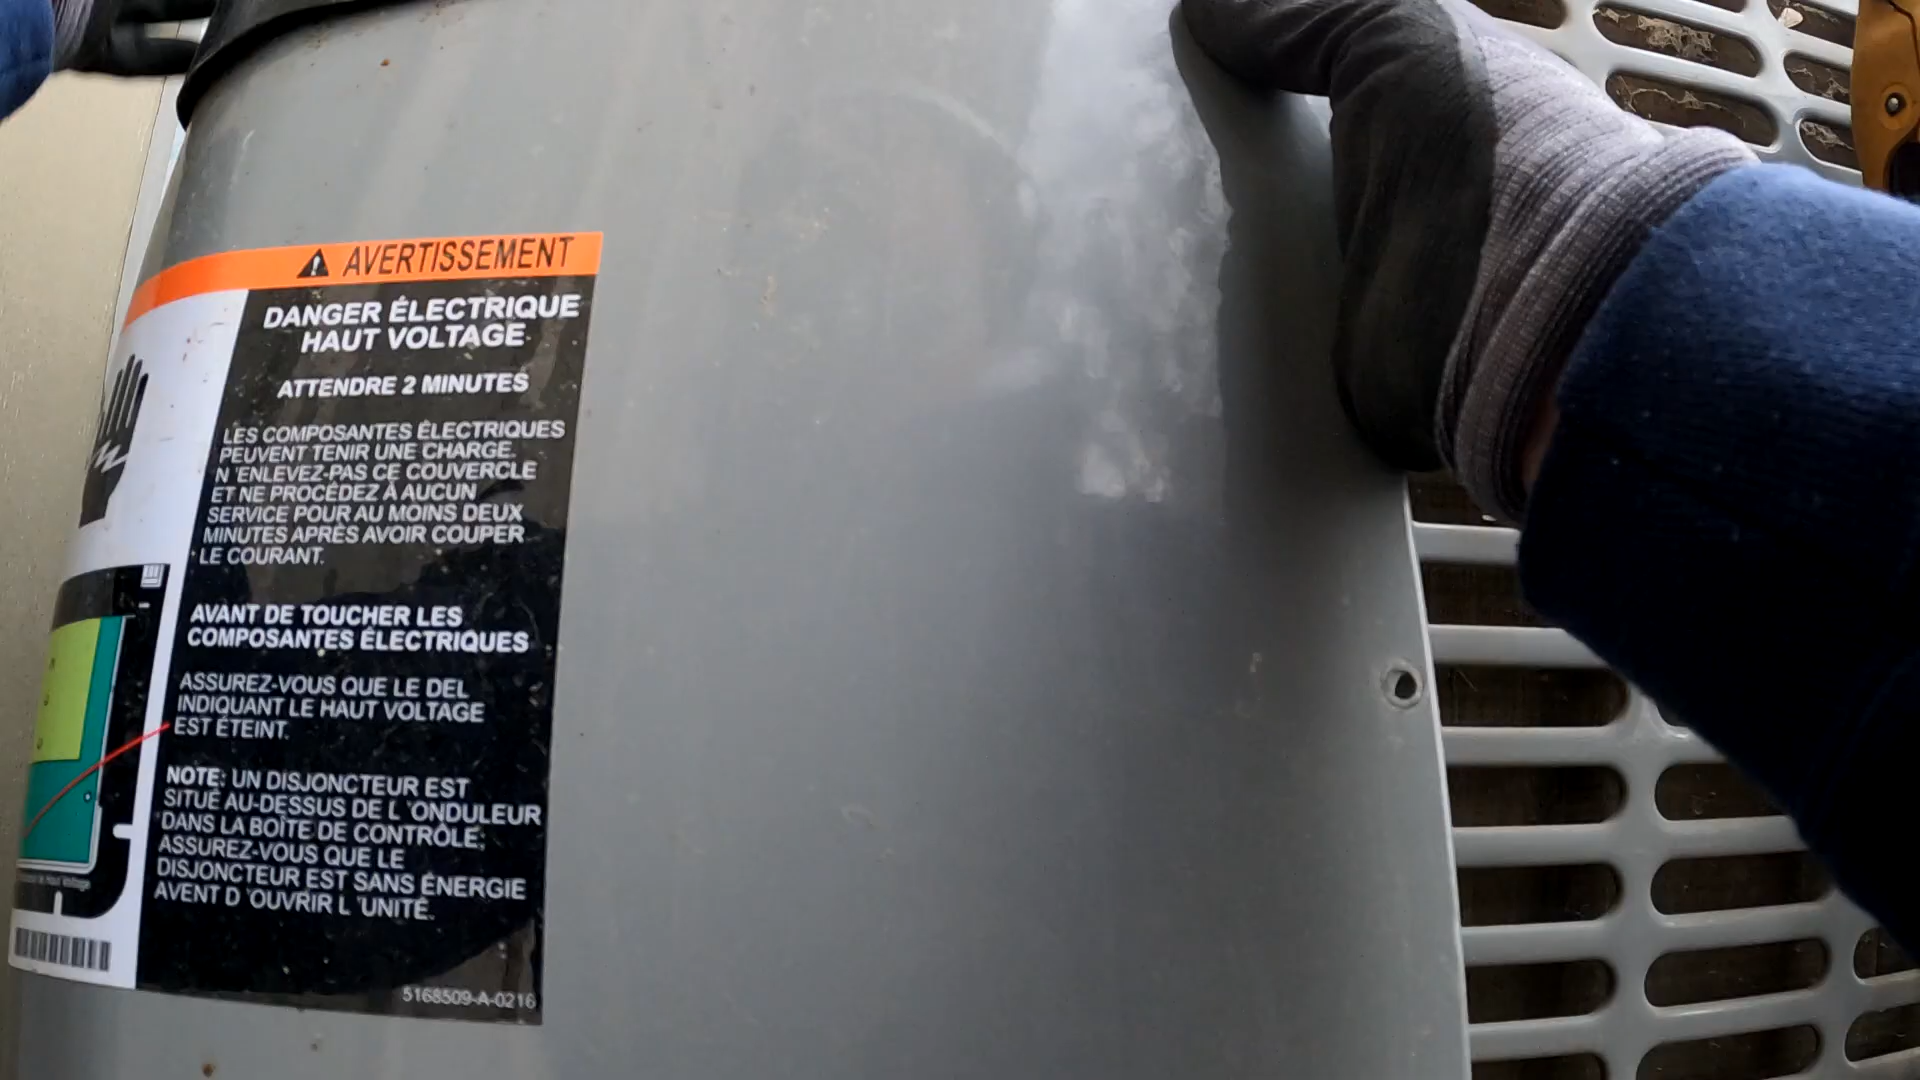 AVERTISSEMENT
DANGER ÉLECTRIQUE
HAUT VOLTAGE
ATTENDRE 2 MINUTES
LES COMPOSANTES ÉLECTRIQUES
PEUVENT TENIR UNE CHARGE.
N 'ENLEVEZ-PAS CE COUVERCLE
ET NE PROCÉDEZ À AUCUN
SERVICE POUR AU MOINS DEUX
MINUTES APRÈS AVOIR COUPER
LE COURANT.
AVANT DE TOUCHER LES
COMPOSANTES ÉLECTRIQUES
ASSUREZ-VOUS QUE LE DEL
INDIQUANT LE HAUT VOLTAGE
EST ÉTEINT.
NOTE: UN DISJONCTEUR EST
SITUÉ AU-DESSUS DE L 'ONDULEUR
DANS LA BOÎTE DE CONTRÔLE;
ASSUREZ-VOUS QUE LE
DISJONCTEUR EST SANS ÉNERGIE
AVENT D 'OUVRIR L 'UNITÉ.
Haut Voltage
5168509-A-0216